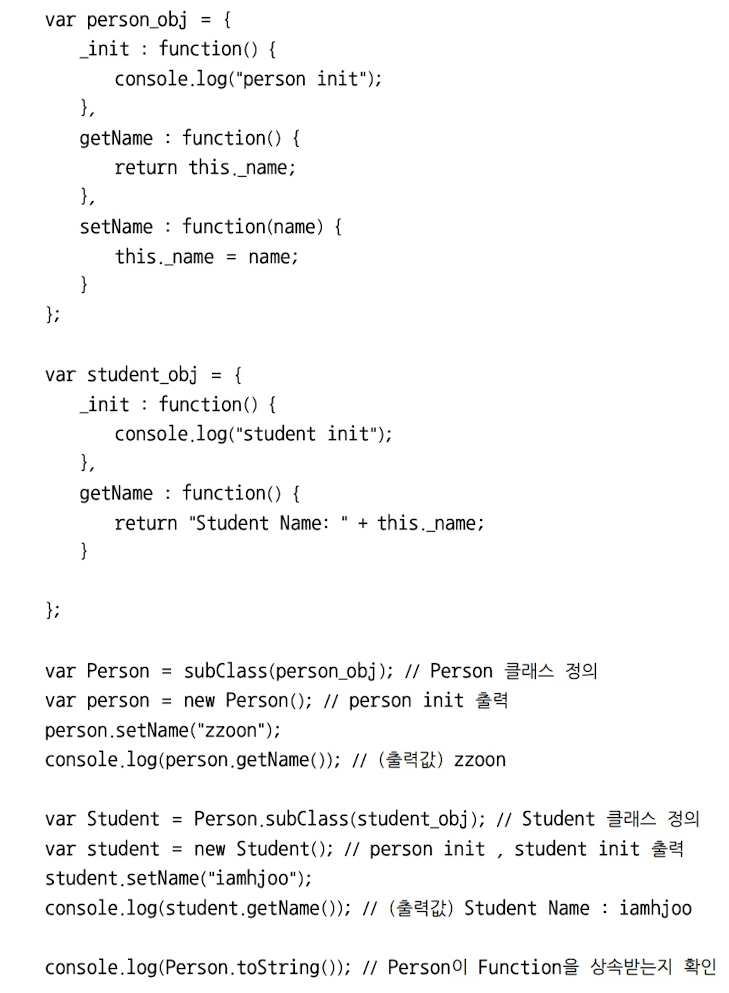 var person_obj = {
    _init : function() {
        console.log("person init");
    },
    getName : function() {
        return this._name;
    },
    setName : function(name) {
        this._name = name;
    }
};

var student_obj = {
    _init : function() {
        console.log("student init");
    },
    getName : function() {
        return "Student Name: " + this._name;
    }

};

var Person = subClass(person_obj); // Person 클래스 정의
var person = new Person(); // person init 출력
person.setName("zzoon");
console.log(person.getName()); // (출력값) zzoon

var Student = Person.subClass(student_obj); // Student 클래스 정의
var student = new Student(); // person init , student init 출력
student.setName("iamhjoo");
console.log(student.getName()); // (출력값) Student Name : iamhjoo

console.log(Person.toString()); // Person이 Function을 상속받는지 확인